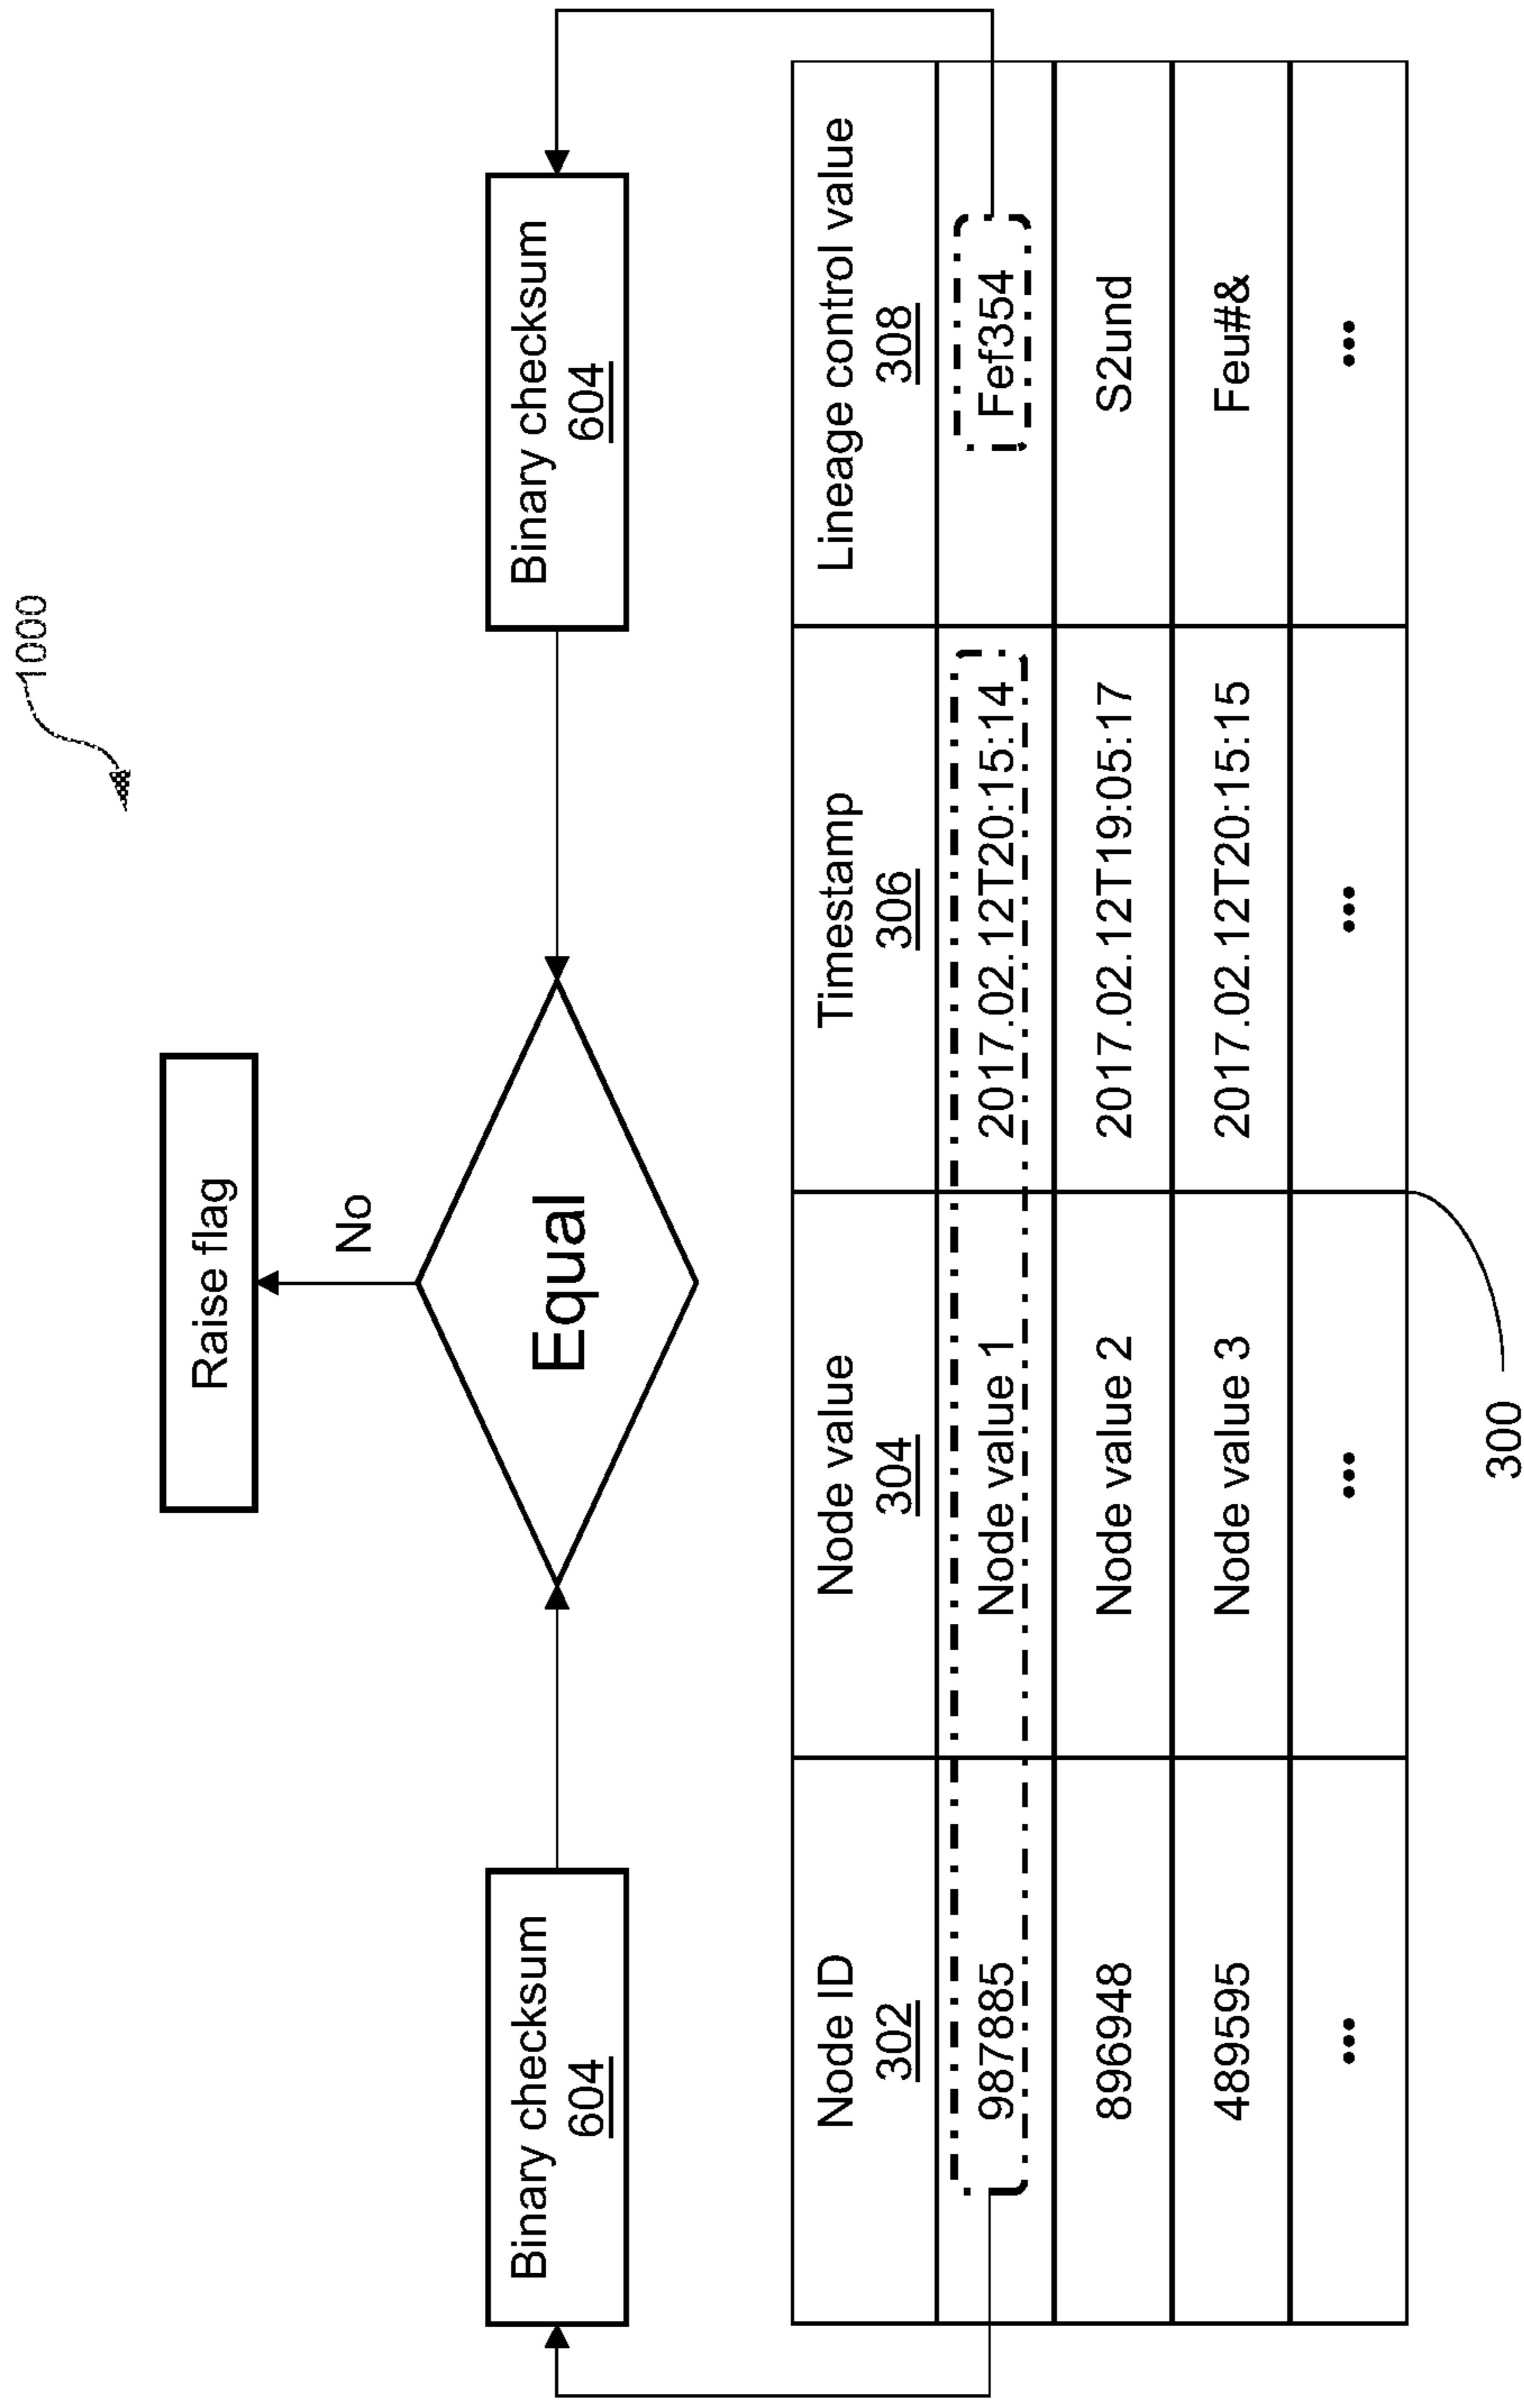 1000
Raise flag
No
Binary checksum
604
Equal
Binary checksum
604
Node ID
302
Node value
304
Timestamp
306
Lineage control value
308
987885
Node value 1
2017.02.12T20:15:14
Fef354
896948
Node value 2
2017.02.12T19:05:17
S2und
489595
Node value 3
2017.02.12T20:15:15
Feu#&
...
...
...
...
300